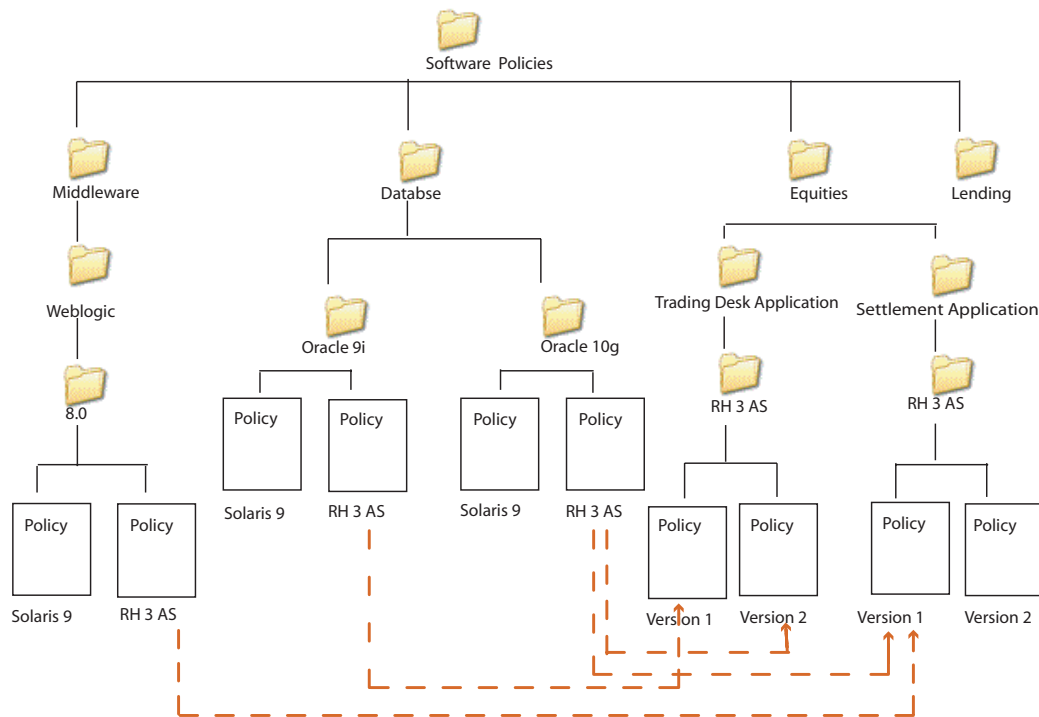 Software Policies
Middleware
Databse
Equities
Lending
Weblogic
Trading Desk Application
Settlement Application
Oracle 9i
Oracle 10g
8.0
RH 3 AS
RH 3 AS
Policy
Policy
Policy
Policy
Solaris 9
RH 3 AS
Solaris 9
RH 3 AS
Policy
Policy
Policy
Policy
Policy
Policy
Solaris 9
RH 3 AS
Version 1
Version 2
Version 1
Version 2